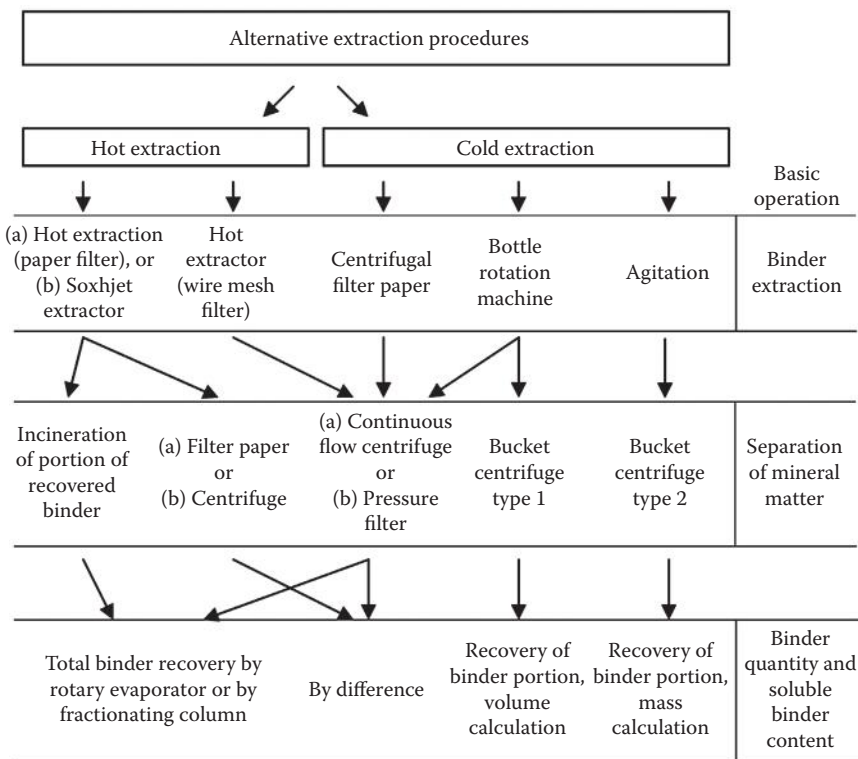 Alternative extraction procedures
Hot extraction
Cold extraction
Basic
operation
(a) Hot extraction
(paper filter), or
(b) Soxhjet
extractor
Hot
extractor
(wire mesh
filter)
Centrifugal
filter paper
Bottle
rotation
machine
Agitation
Binder
extraction
Incineration
of portion of
recovered
binder
(a) Filter paper
or
(b) Centrifuge
(a) Continuous
flow centrifuge
or
(b) Pressure
filter
Bucket
centrifuge
type 1
Bucket
centrifuge
type 2
Separation
of mineral
matter
Total binder recovery by
rotary evaporator or by
fractionating column
By difference
Recovery of
binder portion,
volume
calculation
Recovery of
binder portion,
mass
calculation
Binder
quantity and
soluble
binder
content